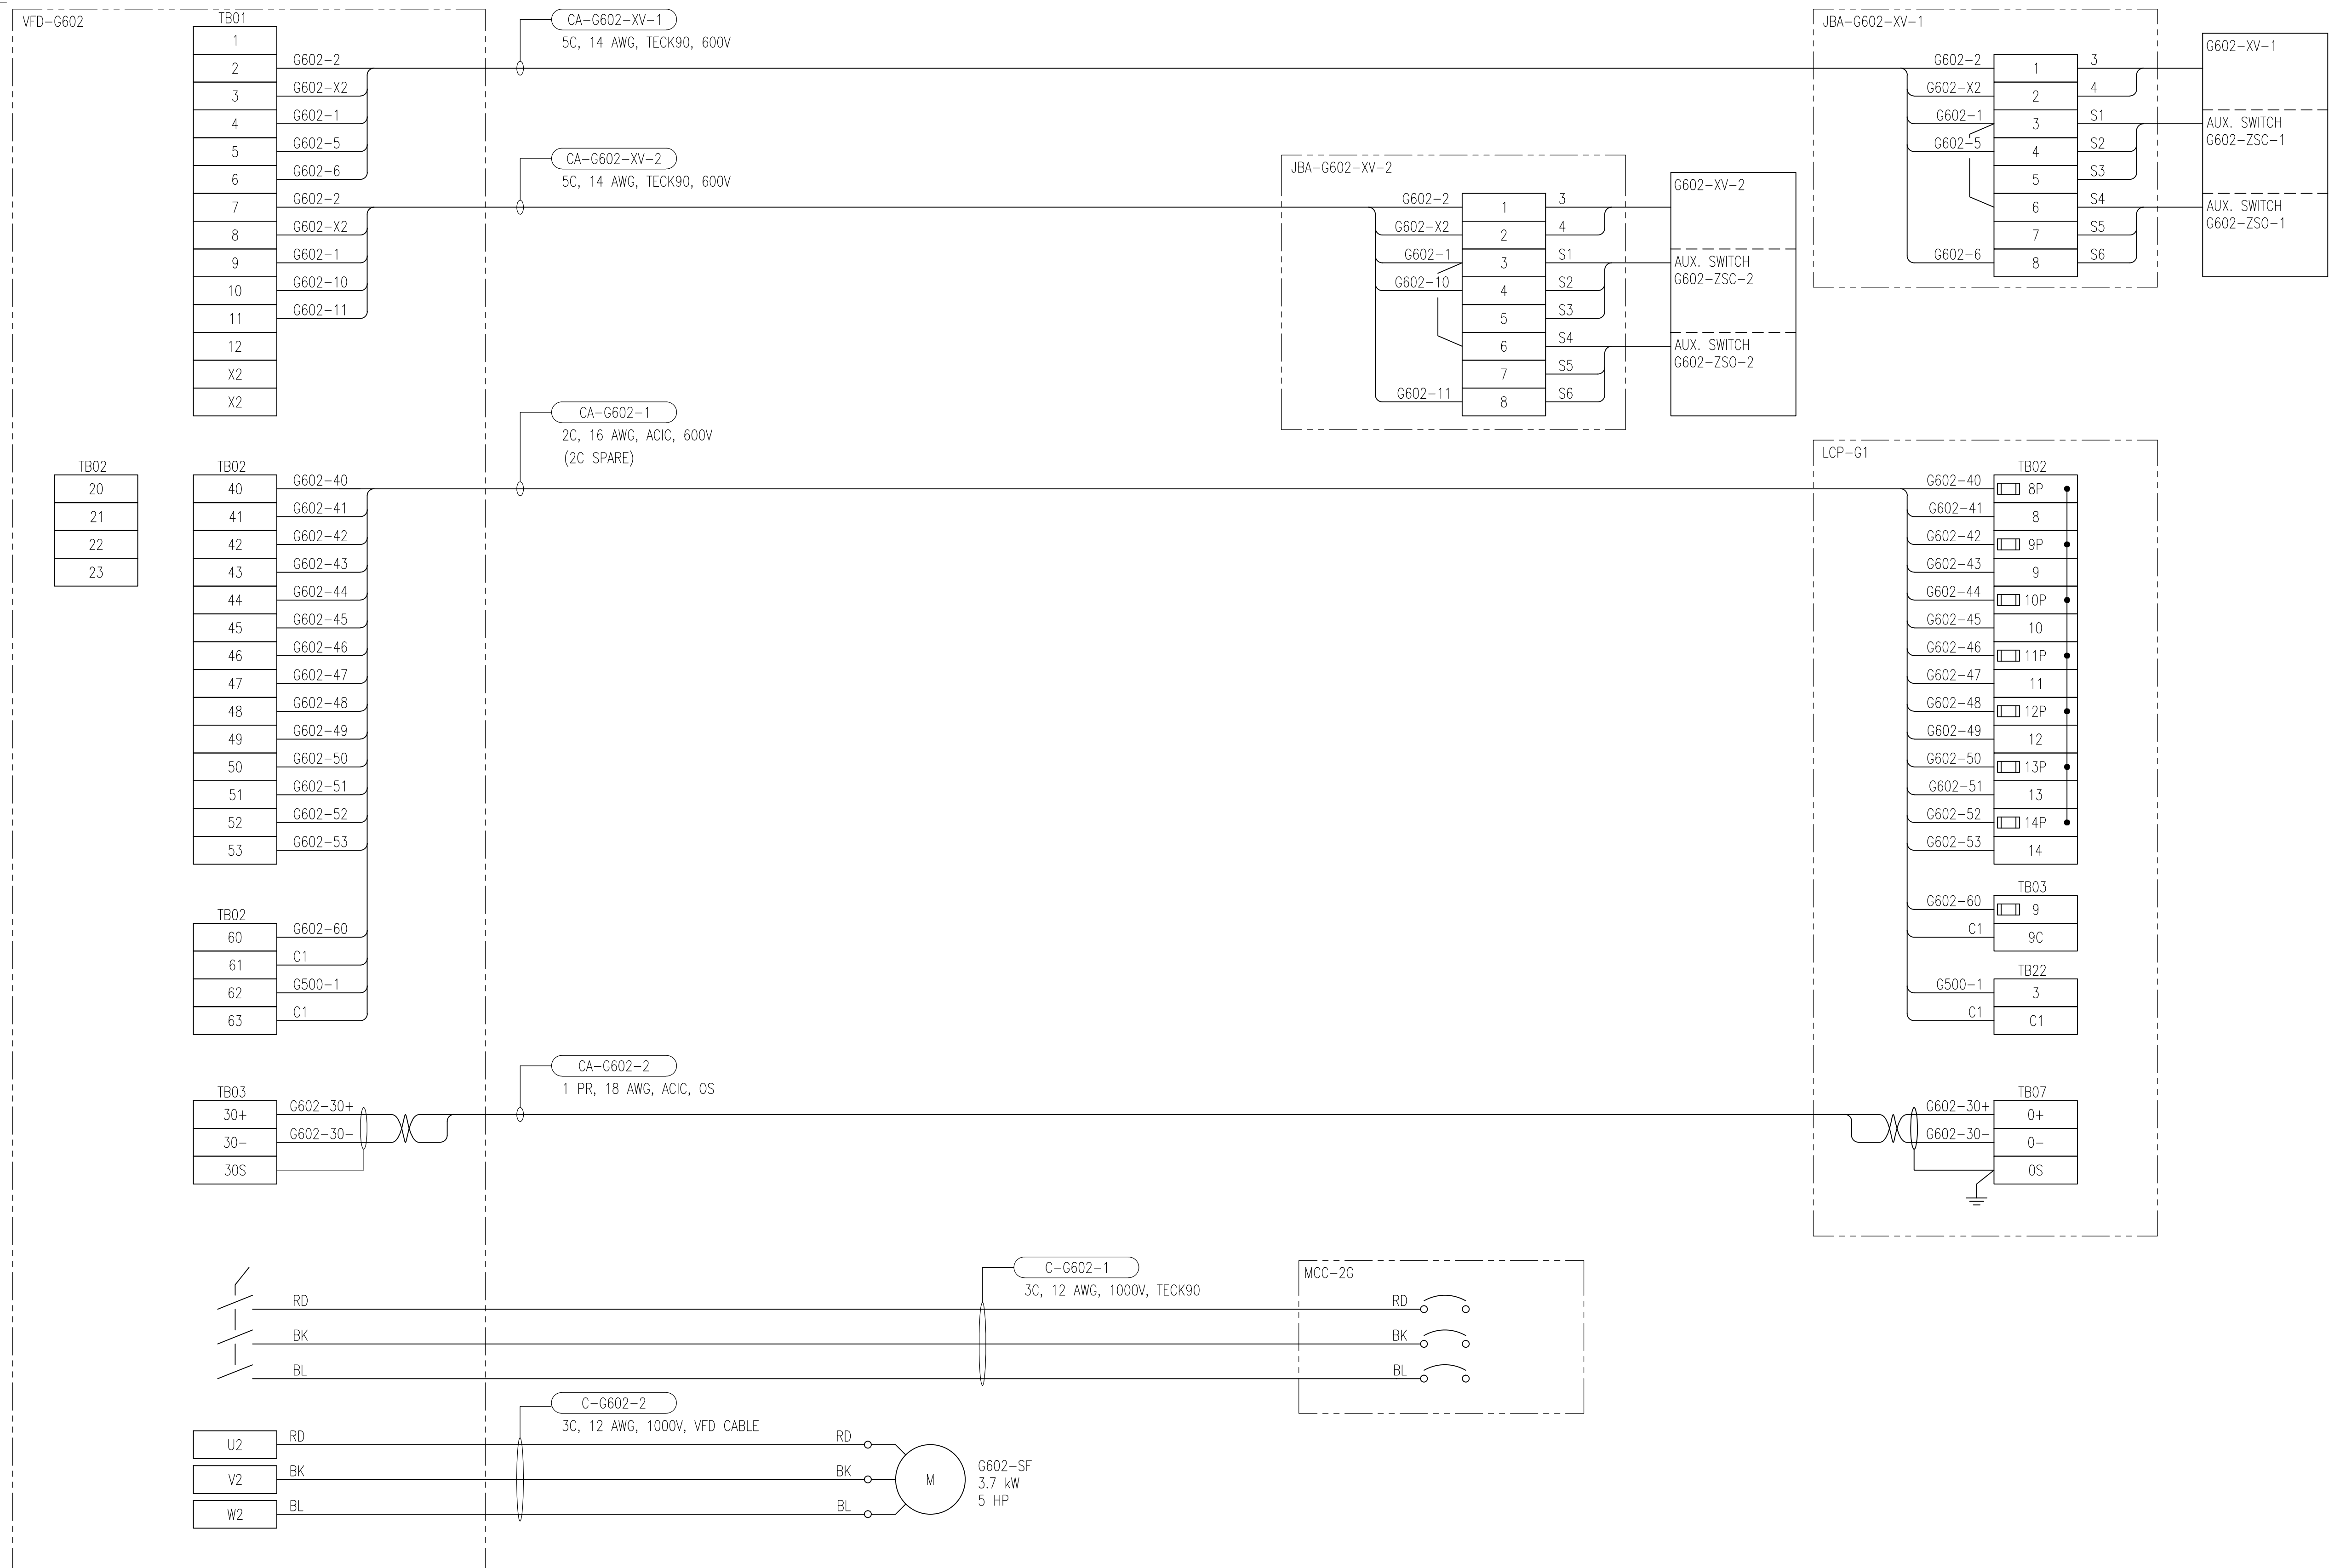 VFD-G602
TB01
1
2
3
4
5
6
7
8
9
10
11
12
X2
X2
G602-2
G602-X2
G602-1
G602-5
G602-6
G602-2
G602-X2
G602-1
G602-10
G602-11
CA-G602-XV-1
5C, 14 AWG, TECK90, 600V
CA-G602-XV-2
5C, 14 AWG, TECK90, 600V
JBA-G602-XV-2
G602-2
G602-X2
G602-1
G602-10
G602-11
1
2
3
4
5
6
7
8
3
4
S1
S2
S3
S4
S5
S6
G602-XV-2
AUX. SWITCH
G602-ZSC-2
AUX. SWITCH
G602-ZSO-2
JBA-G602-XV-1
G602-2
G602-X2
G602-1
G602-5
G602-6
1
2
3
4
5
6
7
8
3
4
S1
S2
S3
S4
S5
S6
G602-XV-1
AUX. SWITCH
G602-ZSC-1
AUX. SWITCH
G602-ZSO-1
CA-G602-1
2C, 16 AWG, ACIC, 600V
(2C SPARE)
TB02
20
21
22
23
TB02
40
41
42
43
44
45
46
47
48
49
50
51
52
53
G602-40
G602-41
G602-42
G602-43
G602-44
G602-45
G602-46
G602-47
G602-48
G602-49
G602-50
G602-51
G602-52
G602-53
TB02
60
61
62
63
G602-60
C1
G500-1
C1
LCP-G1
TB02
G602-40
G602-41
G602-42
G602-43
G602-44
G602-45
G602-46
G602-47
G602-48
G602-49
G602-50
G602-51
G602-52
G602-53
8P
8
9P
9
10P
10
11P
11
12P
12
13P
13
14P
14
TB03
G602-60
C1
9
9C
TB22
G500-1
C1
3
C1
CA-G602-2
1 PR, 18 AWG, ACIC, OS
TB03
30+
30-
30S
G602-30+
G602-30-
TB07
G602-30+
G602-30-
0+
0-
0S
C-G602-1
3C, 12 AWG, 1000V, TECK90
MCC-2G
RD
BK
BL
RD
BK
BL
C-G602-2
3C, 12 AWG, 1000V, VFD CABLE
U2
V2
W2
RD
BK
BL
RD
BK
BL
M
G602-SF
3.7 kW
5 HP